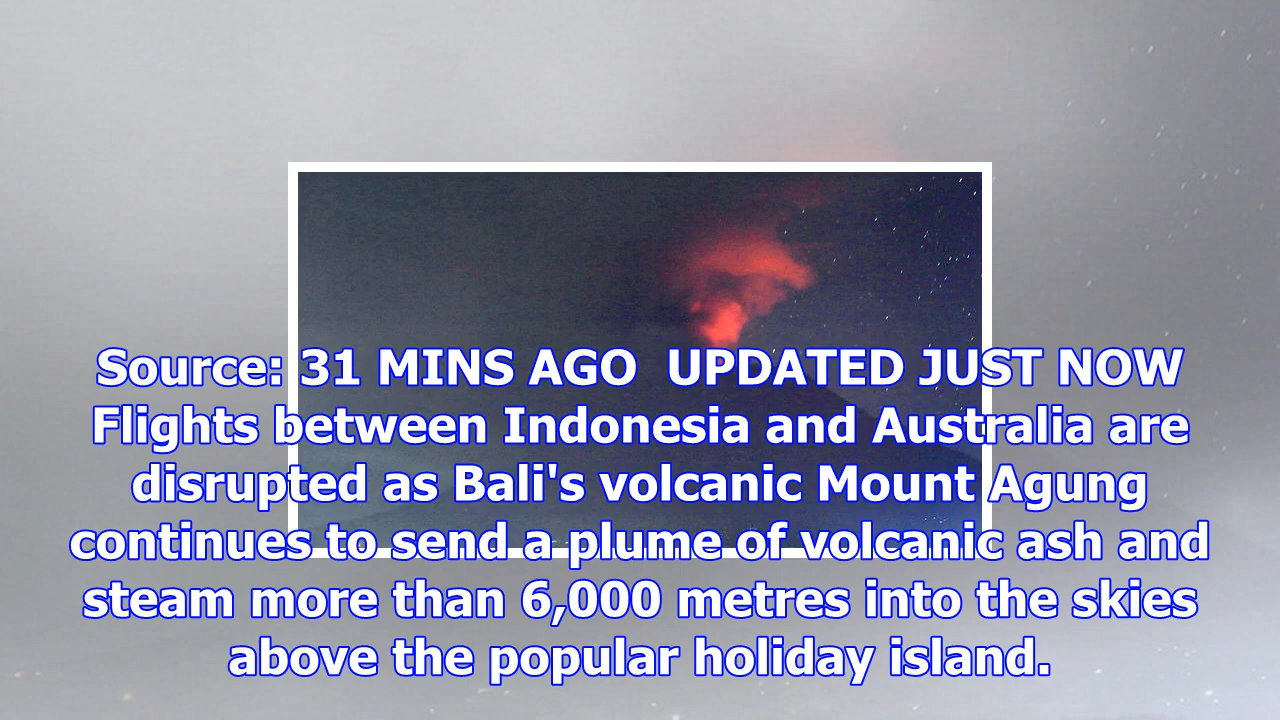 Source: 31 MINS AGO  UPDATED JUST NOW
Flights between Indonesia and Australia are
disrupted as Bali's volcanic Mount Agung
continues to send a plume of volcanic ash and
steam more than 6,000 metres into the skies
above the popular holiday island.